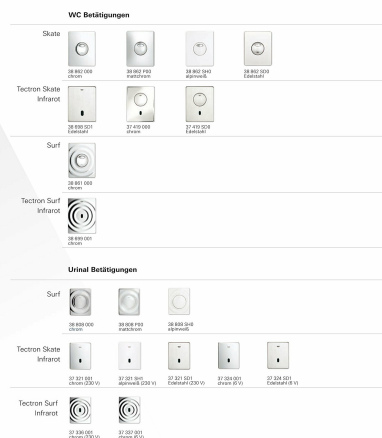 WC Betätigungen
Skate
38 862 000
chrom
38 862 P00
mattchrom
38 862 SH0
alpinweiß
38 862 SD0
Edelstahl
Tectron Skate
Infrarot
38 698 SD1
Edelstahl
37 419 000
chrom
37 419 SD0
Edelstahl
Surf
38 861 000
chrom
Tectron Surf
Infrarot
38 699 001
chrom
Urinal Betätigungen
Surf
38 808 000
chrom
38 808 P00
mattchrom
38 808 SH0
alpinweiß
Tectron Skate
Infrarot
37 321 001
chrom (230 V)
37 321 SH1
alpinweiß (230 V)
37 321 SD1
Edelstahl (230 V)
37 324 001
chrom (6 V)
37 324 SD1
Edelstahl (6 V)
Tectron Surf
Infrarot
37 336 001
chrom (230 V)
37 337 001
chrom (6 V)